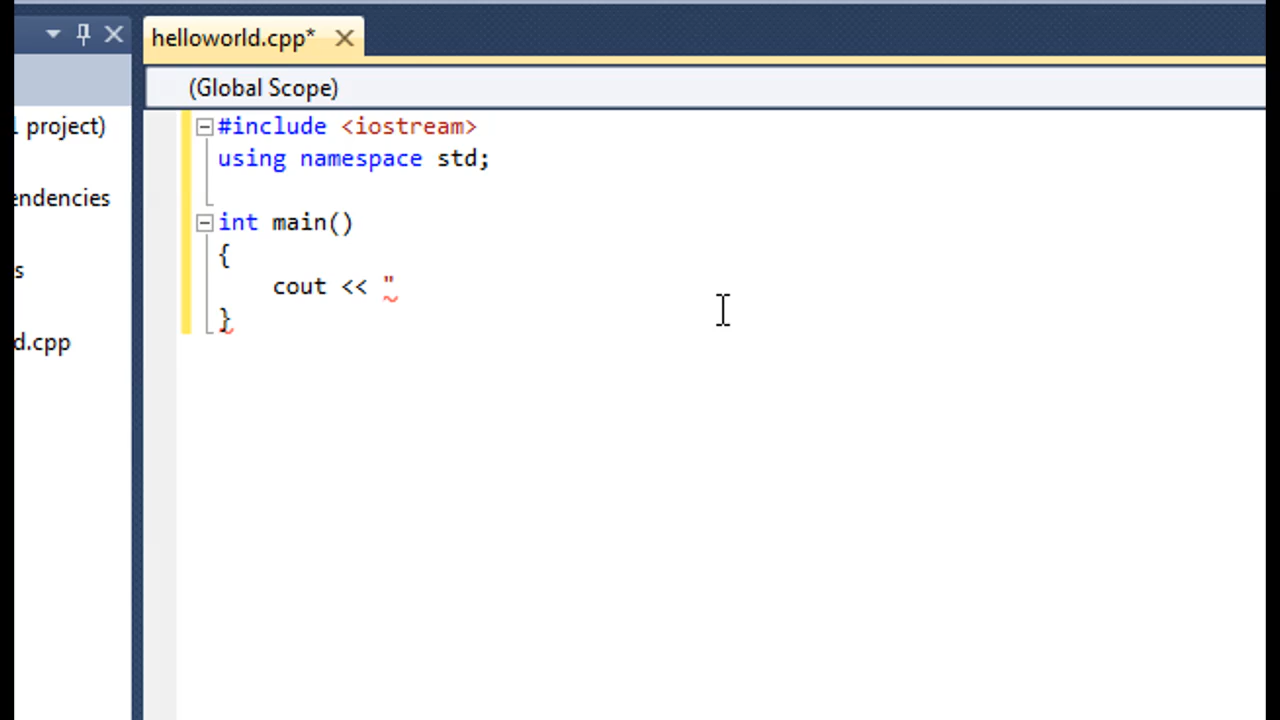 helloworld.cpp*
(Global Scope)
project)
endencies
s
d.cpp
#include <iostream>
using namespace std;
int main()
{
cout << "
}